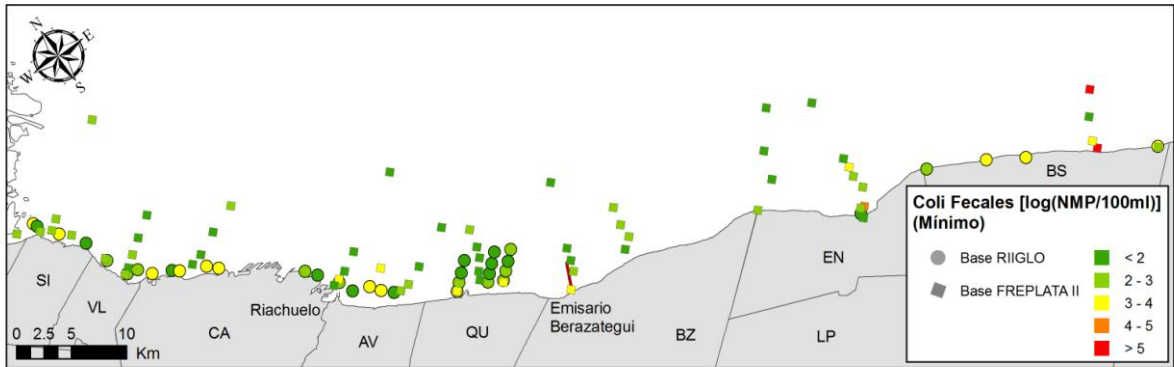 N
E
W
S
SI
VL
CA
Riachuelo
AV
QU
Emisario
Berazategui
BZ
EN
LP
BS
0 2.5 5 10
Km
Coli Fecales [log(NMP/100ml)]
(Mínimo)
Base RIIGLO
Base FREPLATA II
< 2
2 - 3
3 - 4
4 - 5
> 5